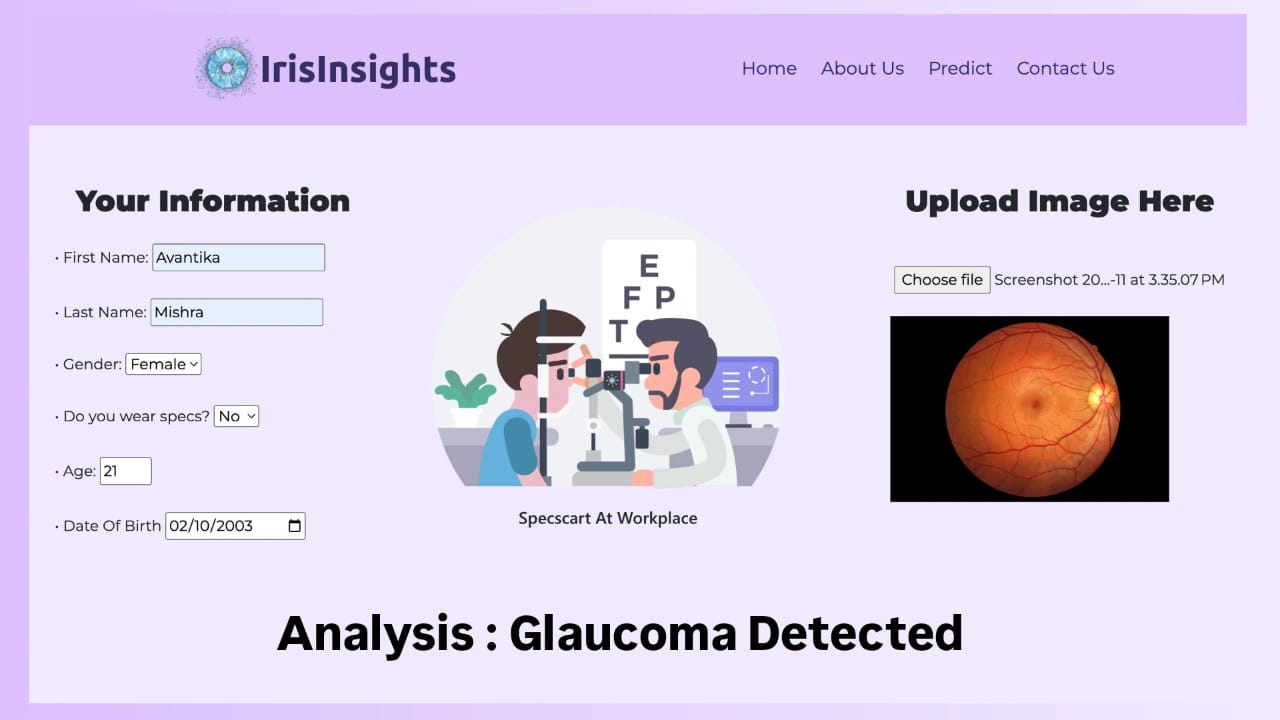 IrisInsights
Home About Us Predict Contact Us
Your Information
• First Name: Avantika
• Last Name: Mishra
• Gender: Female
• Do you wear specs? No
• Age: 21
• Date Of Birth 02/10/2003
E
F P
T
Specscart At Workplace
Upload Image Here
Choose file Screenshot 20...-11 at 3.35.07 PM
Analysis : Glaucoma Detected